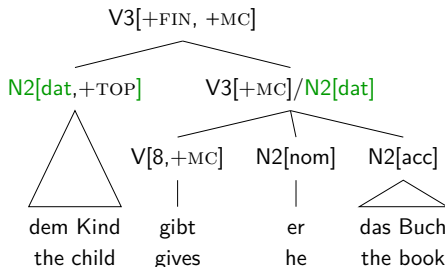 V3[+FIN, +MC]
N2[dat,+TOP] V3[+MC]/N2[dat]
V[8,+MC] N2[nom] N2[acc]
dem Kind gibt er das Buch
the child gives he the book